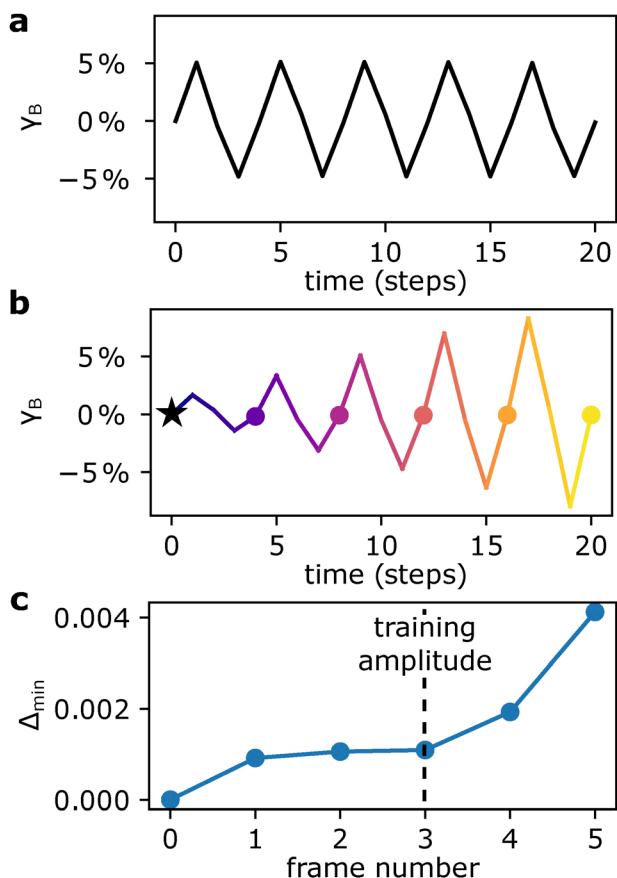 a
5 %
0 %
−5 %
γB
0 5 10 15 20
time (steps)
b
5 %
0 %
−5 %
γB
0 5 10 15 20
time (steps)
c
0.004
0.002
0.000
Δmin
training
amplitude
0 1 2 3 4 5
frame number